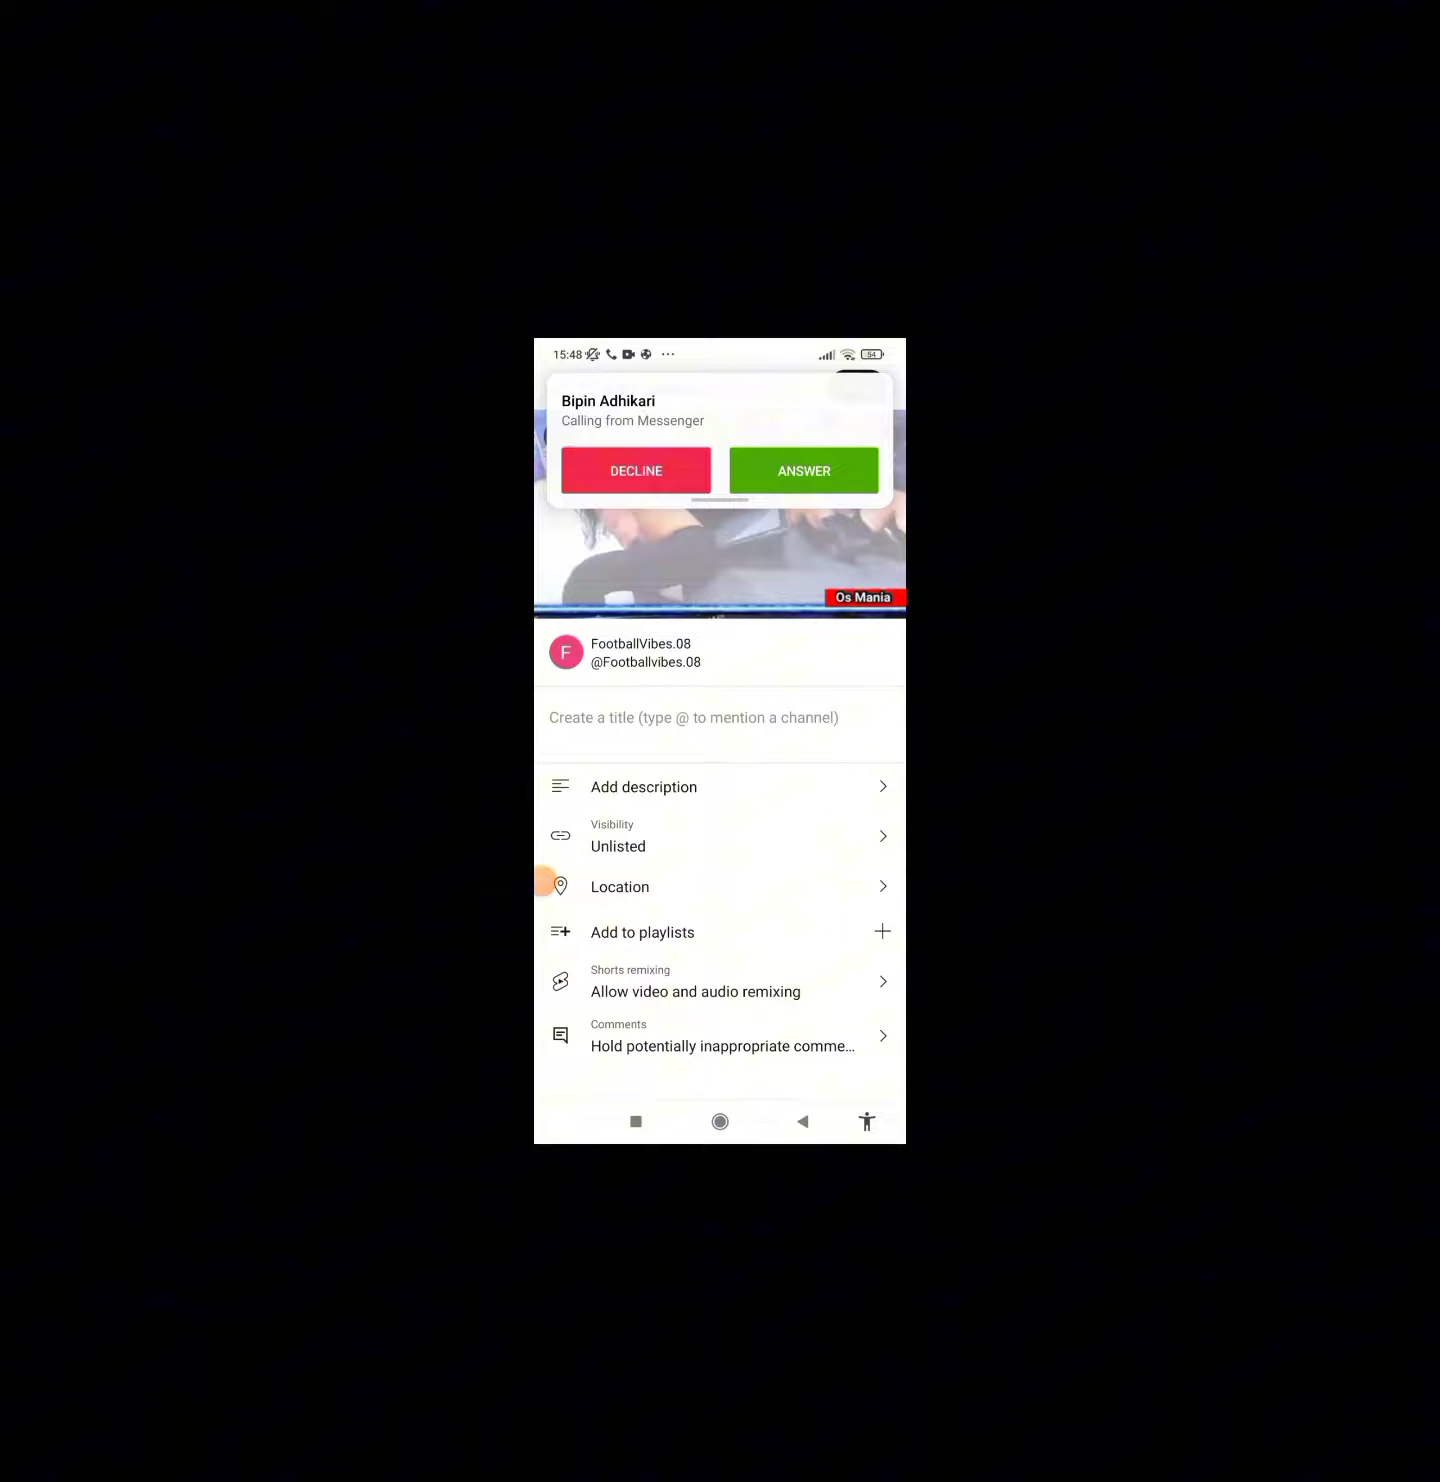 15:48
54
Bipin Adhikari
Calling from Messenger
DECLINE
ANSWER
Os Mania
F
FootballVibes.08
@Footballvibes.08
Create a title (type @ to mention a channel)
Add description
Visibility
Unlisted
Location
Add to playlists
Shorts remixing
Allow video and audio remixing
Comments
Hold potentially inappropriate comme...